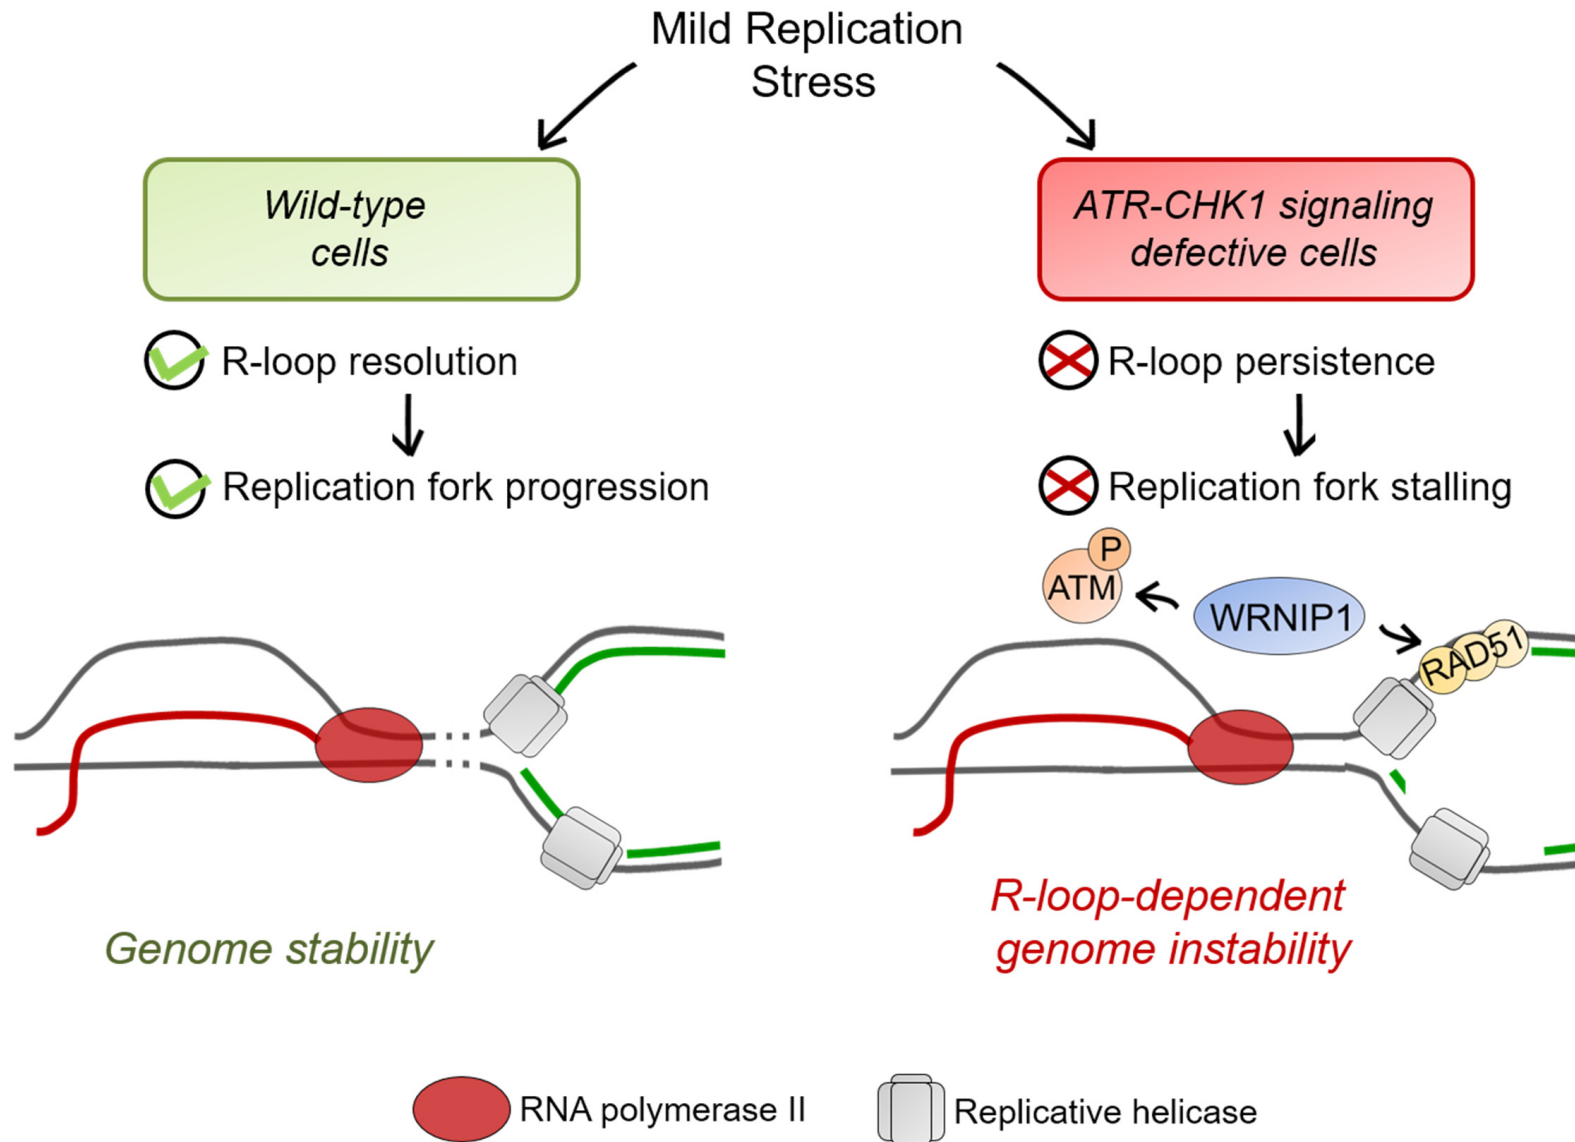 Mild Replication
Stress
Wild-type
cells
R-loop resolution
Replication fork progression
Genome stability
ATR-CHK1 signaling
defective cells
R-loop persistence
Replication fork stalling
P
ATM
WRNIP1
RAD51
R-loop-dependent
genome instability
RNA polymerase II
Replicative helicase